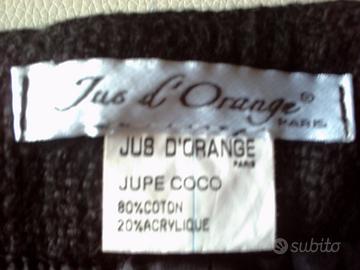 Jus d'Orange®
PARIS
JUS D'ORANGE
PARIS
JUPE COCO
80%COTON
20%ACRYLIQUE
subito